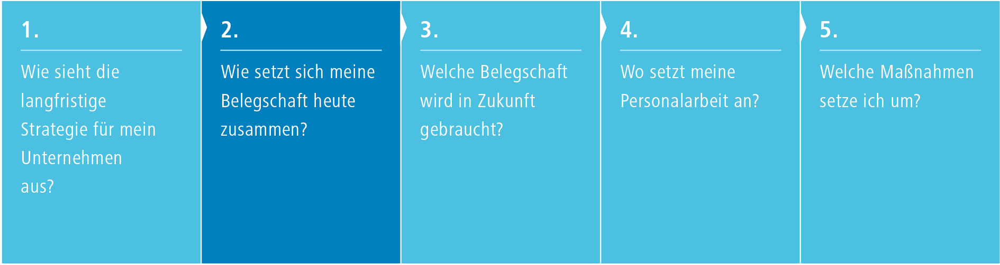 1.
Wie sieht die
langfristige
Strategie für mein
Unternehmen
aus?
2.
Wie setzt sich meine
Belegschaft heute
zusammen?
3.
Welche Belegschaft
wird in Zukunft
gebraucht?
4.
Wo setzt meine
Personalarbeit an?
5.
Welche Maßnahmen
setze ich um?